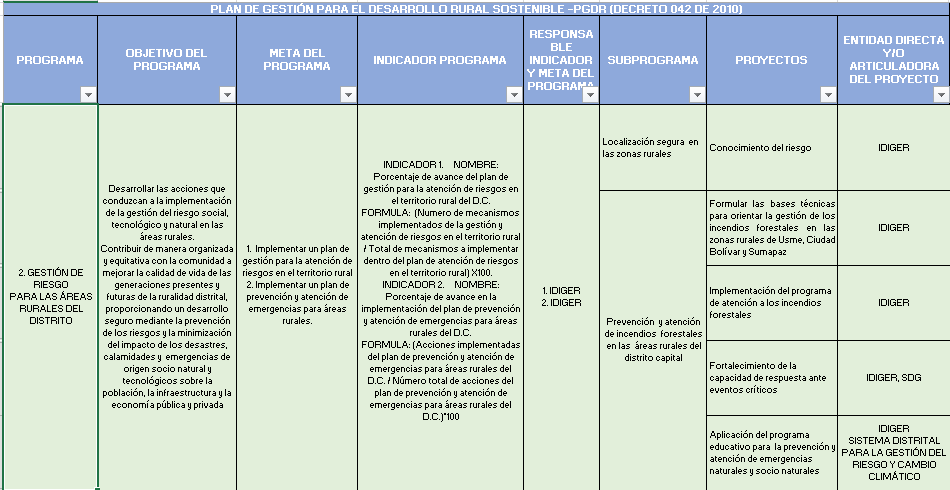 PLAN DE GESTIÓN PARA EL DESARROLLO RURAL SOSTENIBLE -PGDR (DECRETO 042 DE 2010)
PROGRAMA
OBJETIVO DEL
PROGRAMA
META DEL
PROGRAMA
INDICADOR PROGRAMA
RESPONSA
BLE
INDICADOR
Y META DEL
PROGRAMA
SUBPROGRAMA
PROYECTOS
ENTIDAD DIRECTA
Y/O
ARTICULADORA
DEL PROYECTO
2. GESTIÓN DE
RIESGO
PARA LAS ÁREAS
RURALES DEL
DISTRITO
Desarrollar las acciones que
conduzcan a la implementación
de la gestión del riesgo social,
tecnológico y natural en las
áreas rurales.
Contribuir de manera organizada
y equitativa con la comunidad a
mejorar la calidad de vida de las
generaciones presentes y
futuras de la ruralidad distrital,
proporcionando un desarrollo
seguro mediante la prevención
de los riesgos y la minimización
del impacto de los desastres,
calamidades y emergencias de
origen socio natural y
tecnológicos sobre la
población, la infraestructura y la
economía pública y privada
1. Implementar un plan de
gestión para la atención de
riesgos en el territorio rural
2. Implementar un plan de
prevención y atención de
emergencias para áreas
rurales.
INDICADOR 1. NOMBRE:
Porcentaje de avance del plan de
gestión para la atención de riesgos en
el territorio rural del D.C.
FORMULA: (Numero de mecanismos
implementados de la gestión y
atención de riesgos en el territorio rural
/ Total de mecanismos a implementar
dentro del plan de atención de riesgos
en el territorio rural) X100.
INDICADOR 2. NOMBRE:
Porcentaje de avance en la
implementación del plan de prevención
y atención de emergencias para áreas
rurales del D.C.
FORMULA: (Acciones implementadas
del plan de prevención y atención de
emergencias para áreas rurales del
D.C. / Número total de acciones del
plan de prevención y atención de
emergencias para áreas rurales del
D.C.)*100
1. IDIGER
2. IDIGER
Localización segura en
las zonas rurales
Conocimiento del riesgo
IDIGER
Prevención y atención
de incendios forestales
en las áreas rurales del
distrito capital
Formular las bases técnicas
para orientar la gestión de los
incendios forestales en las
zonas rurales de Usme, Ciudad
Bolívar y Sumapaz
IDIGER
Implementación del programa
de atención a los incendios
forestales
IDIGER
Fortalecimiento de la
capacidad de respuesta ante
eventos críticos
IDIGER, SDG
Aplicación del programa
educativo para la prevención y
atención de emergencias
naturales y socio naturales
IDIGER
SISTEMA DISTRITAL
PARA LA GESTIÓN DEL
RIESGO Y CAMBIO
CLIMÁTICO